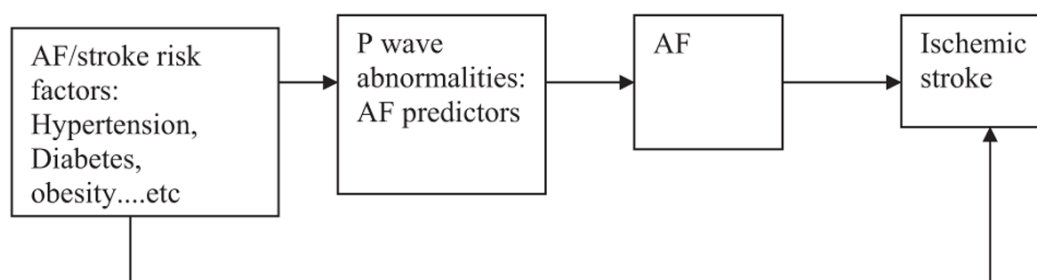 AF/stroke risk
factors:
Hypertension,
Diabetes,
obesity....etc
P wave
abnormalities:
AF predictors
AF
Ischemic
stroke